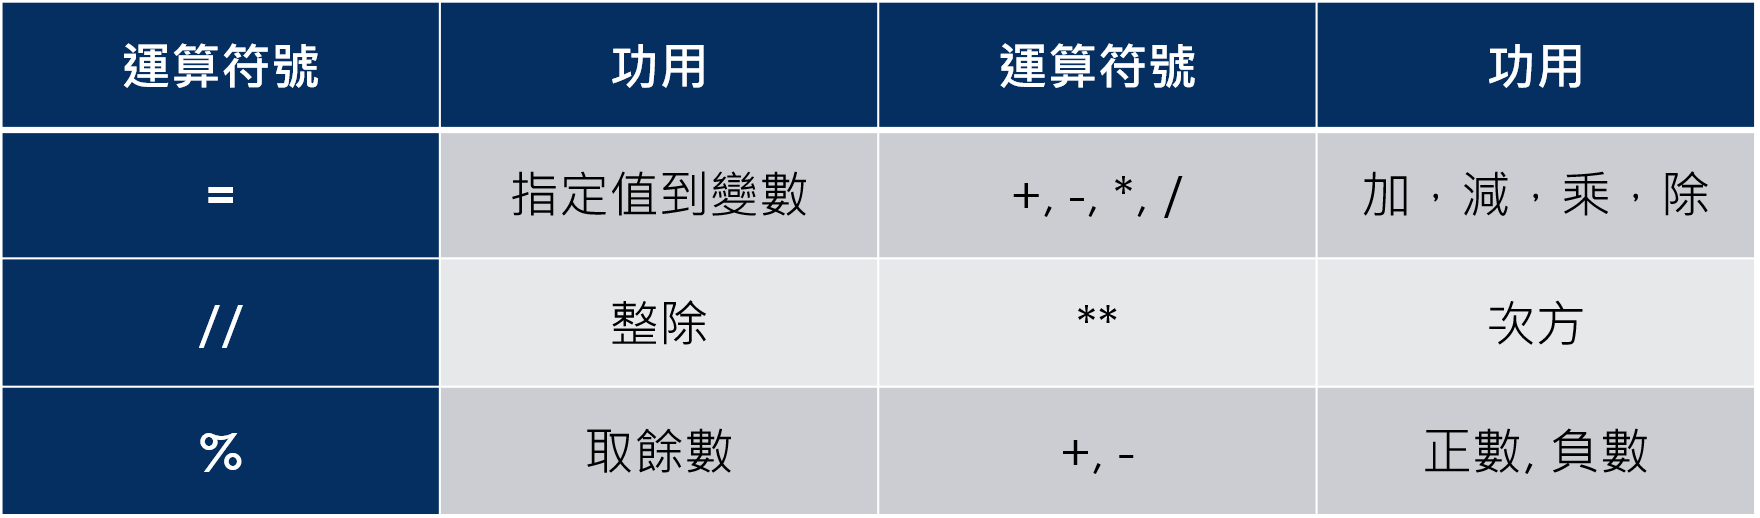 運算符號 功用 運算符號 功用
= 指定值到變數 +, -, *, / 加，減，乘，除
// 整除 ** 次方
% 取餘數 +, - 正數, 負數